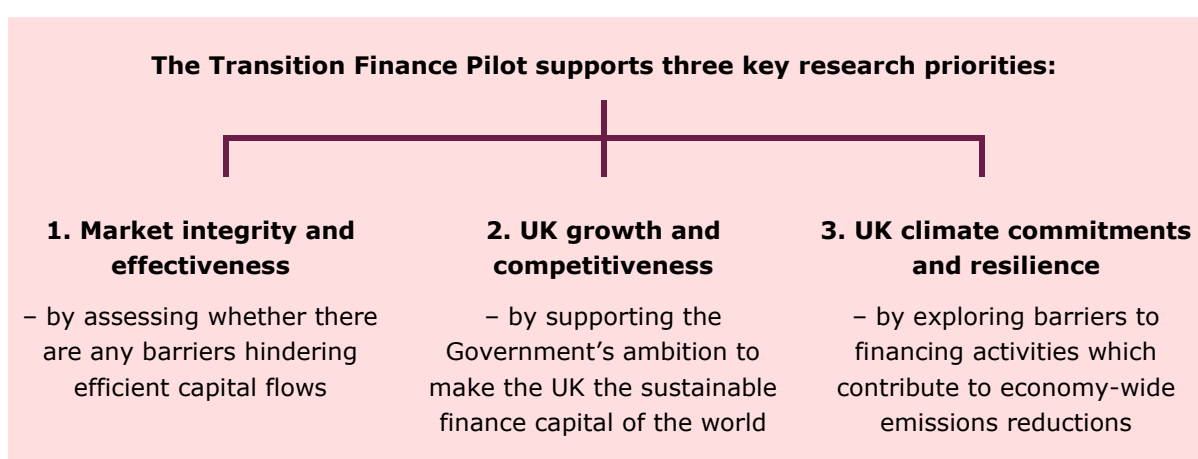 The Transition Finance Pilot supports three key research priorities:
1. Market integrity and
effectiveness
– by assessing whether there
are any barriers hindering
efficient capital flows
2. UK growth and
competitiveness
– by supporting the
Government’s ambition to
make the UK the sustainable
finance capital of the world
3. UK climate commitments
and resilience
– by exploring barriers to
financing activities which
contribute to economy-wide
emissions reductions